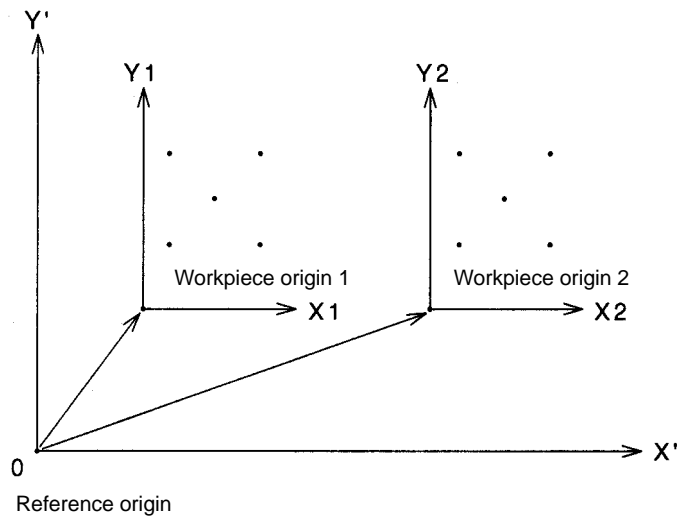 Y'
Y1
Y2
Workpiece origin 1
Workpiece origin 2
X1
X2
X'
0
Reference origin